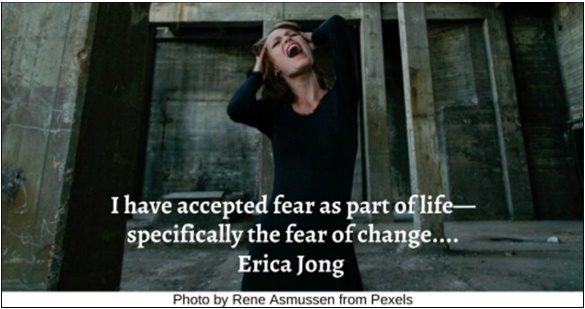 I have accepted fear as part of life—
specifically the fear of change....
Erica Jong
Photo by Rene Asmussen from Pexels